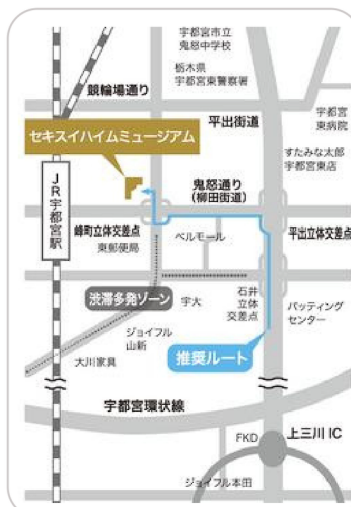 宇都宮市立
鬼怒中学校
栃木県
宇都宮東警察署
競輪場通り
平出街道
宇都宮
東病院
セキスイハイムミュージアム
すたみな太郎
宇都宮東店
JR宇都宮駅
鬼怒通り
(柳田街道)
峰町立体交差点
東郵便局
ベルモール
平出立体交差点
渋滞多発ゾーン
宇大
石井
立体
交差点
バッティング
センター
ジョイフル
山新
大川家具
推奨ルート
宇都宮環状線
FKD
上三川 IC
ジョイフル本田